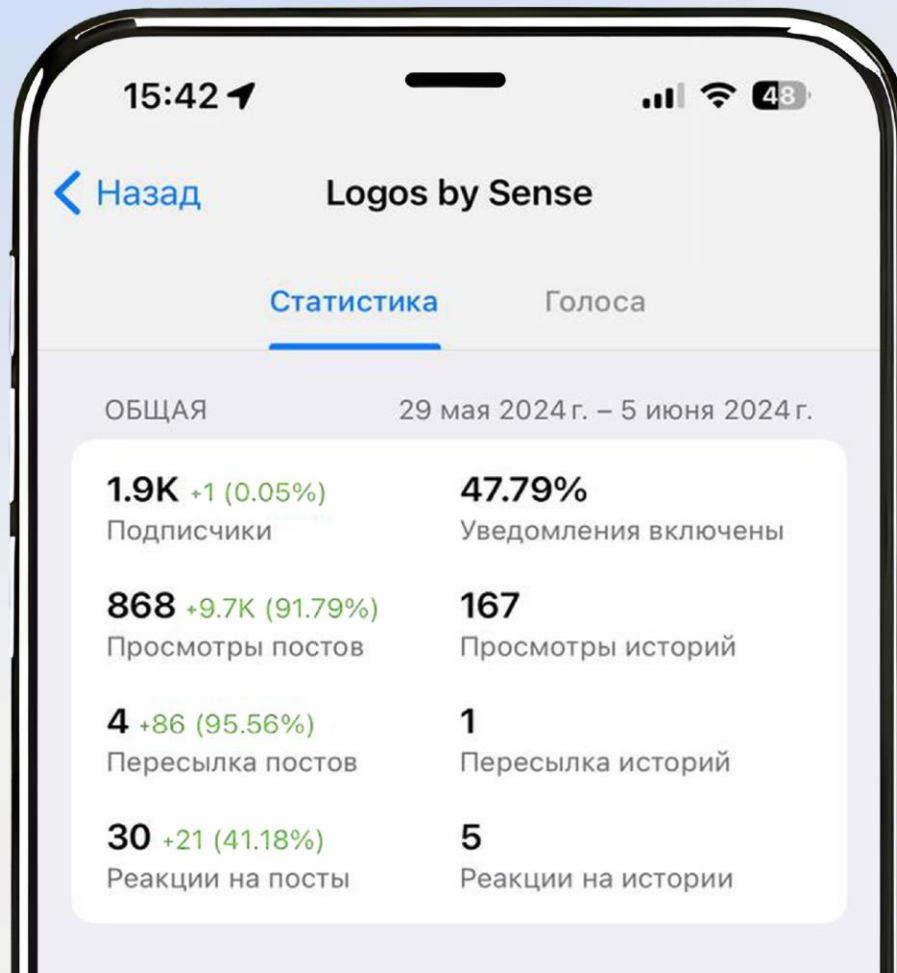 15:42
48
Назад
Logos by Sense
Статистика
Голоса
ОБЩАЯ
29 мая 2024 г. – 5 июня 2024 г.
1.9K +1 (0.05%)
47.79%
Подписчики
Уведомления включены
868 +9.7K (91.79%)
167
Просмотры постов
Просмотры историй
4 +86 (95.56%)
1
Пересылка постов
Пересылка историй
30 +21 (41.18%)
5
Реакции на посты
Реакции на истории